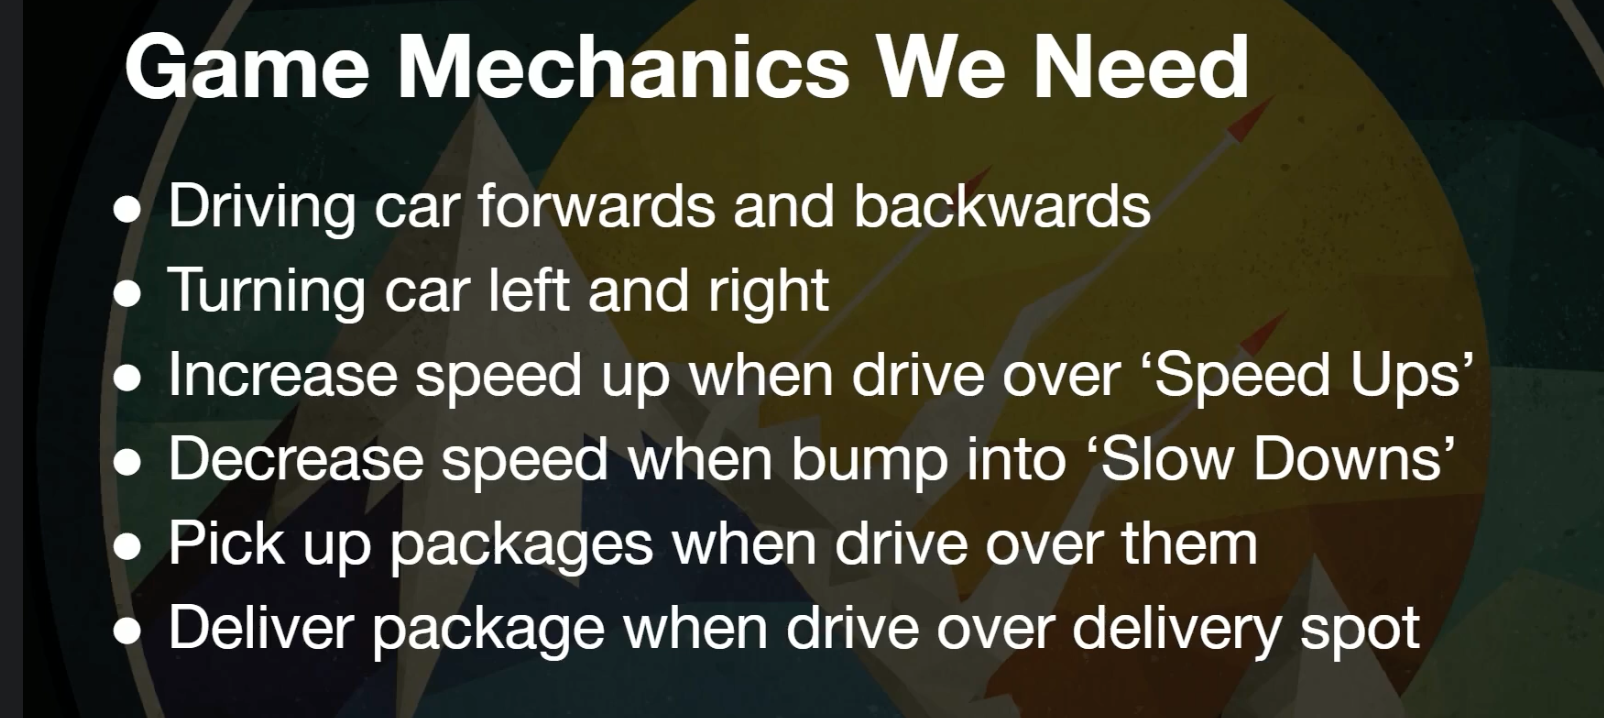 Game Mechanics We Need
● Driving car forwards and backwards
● Turning car left and right
● Increase speed up when drive over ‘Speed Ups’
● Decrease speed when bump into ‘Slow Downs’
● Pick up packages when drive over them
● Deliver package when drive over delivery spot